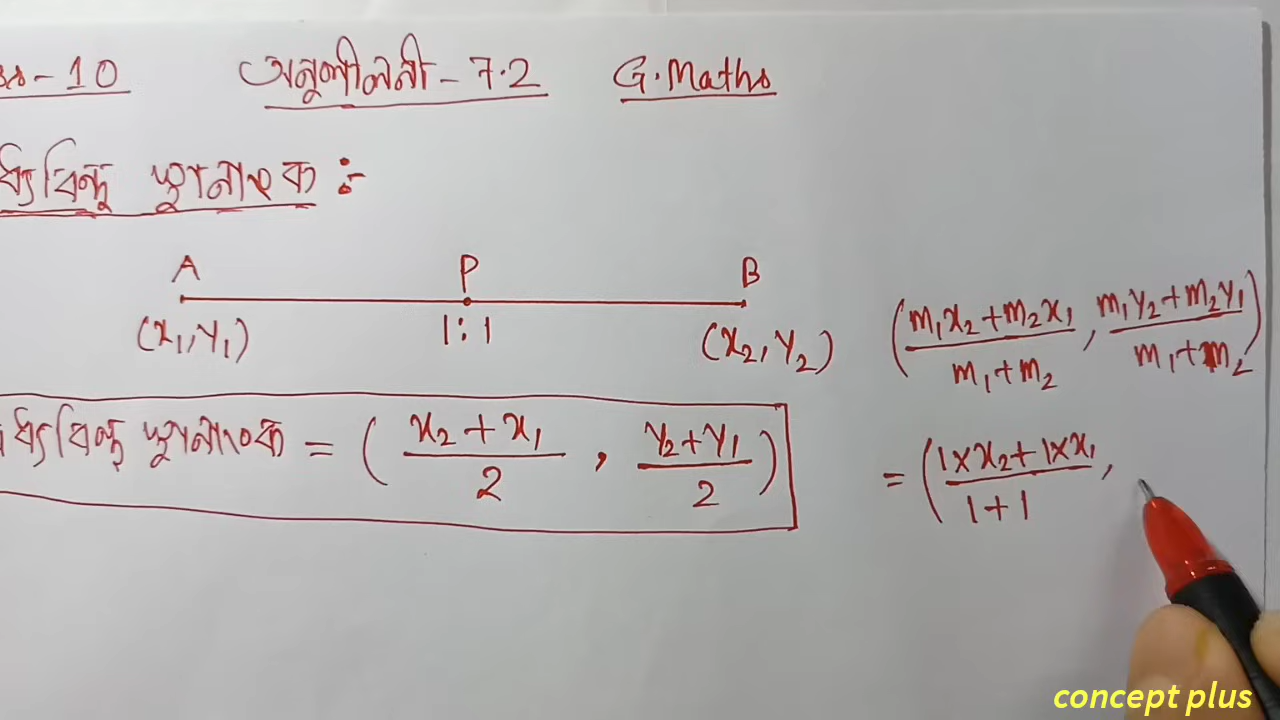 - 10 অনুশীলনী - 7.2 G.Maths
বিন্দু স্থানাংক :-
A P B
(x₁, y₁) 1:1 (x₂, y₂)
(m₁x₂+m₂x₁/m₁+m₂, m₁y₂+m₂y₁/m₁+m₂)
বিন্দু স্থানাংক = (x₂+x₁/2, y₂+y₁/2)
= (1×x₂+1×x₁/1+1,
concept plus